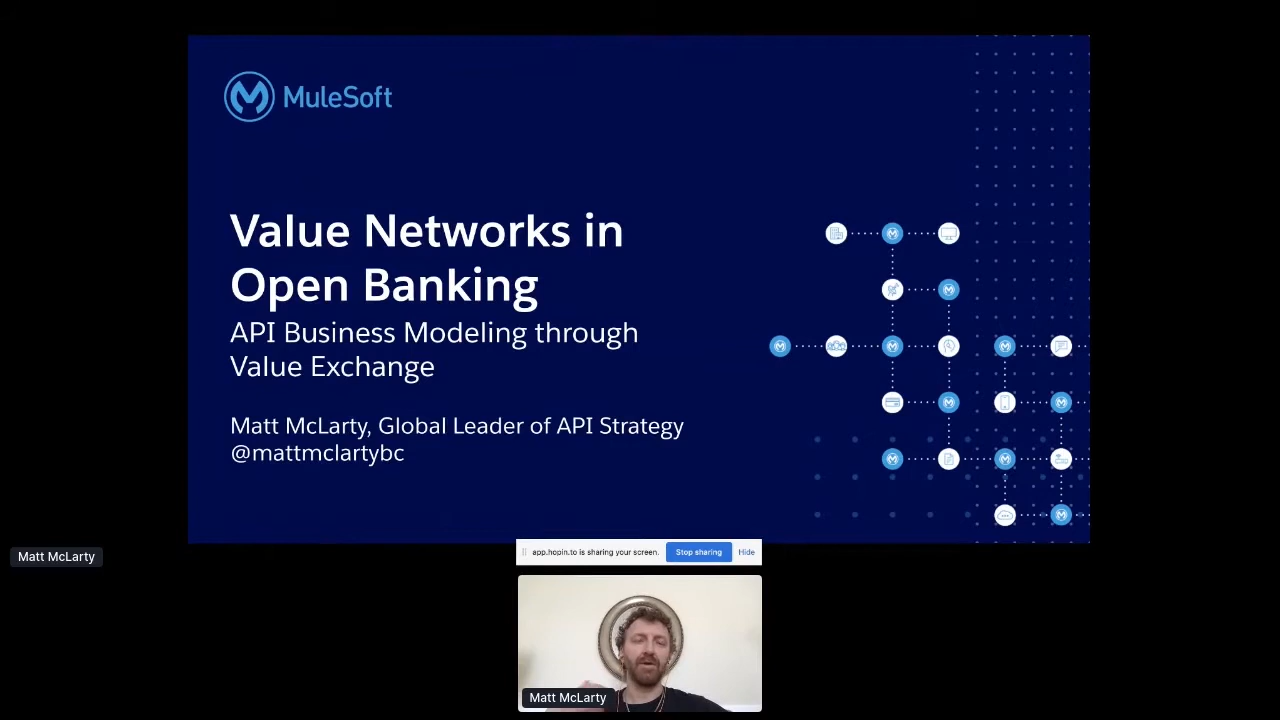 MuleSoft
Value Networks in
Open Banking
API Business Modeling through
Value Exchange
Matt McLarty, Global Leader of API Strategy
@mattmclartybc
Matt McLarty
app.hopin.to is sharing your screen.
Stop sharing
Hide
Matt McLarty